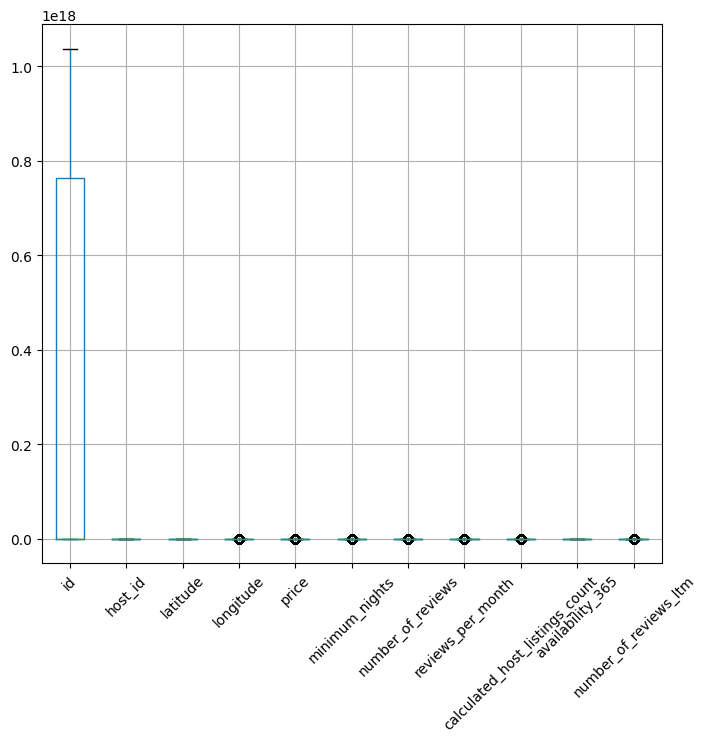 1e18
1.0
0.8
0.6
0.4
0.2
0.0
id
host_id
latitude
longitude
price
minimum_nights
number_of_reviews
reviews_per_month
calculated_host_listings_count
availability_365
number_of_reviews_ltm